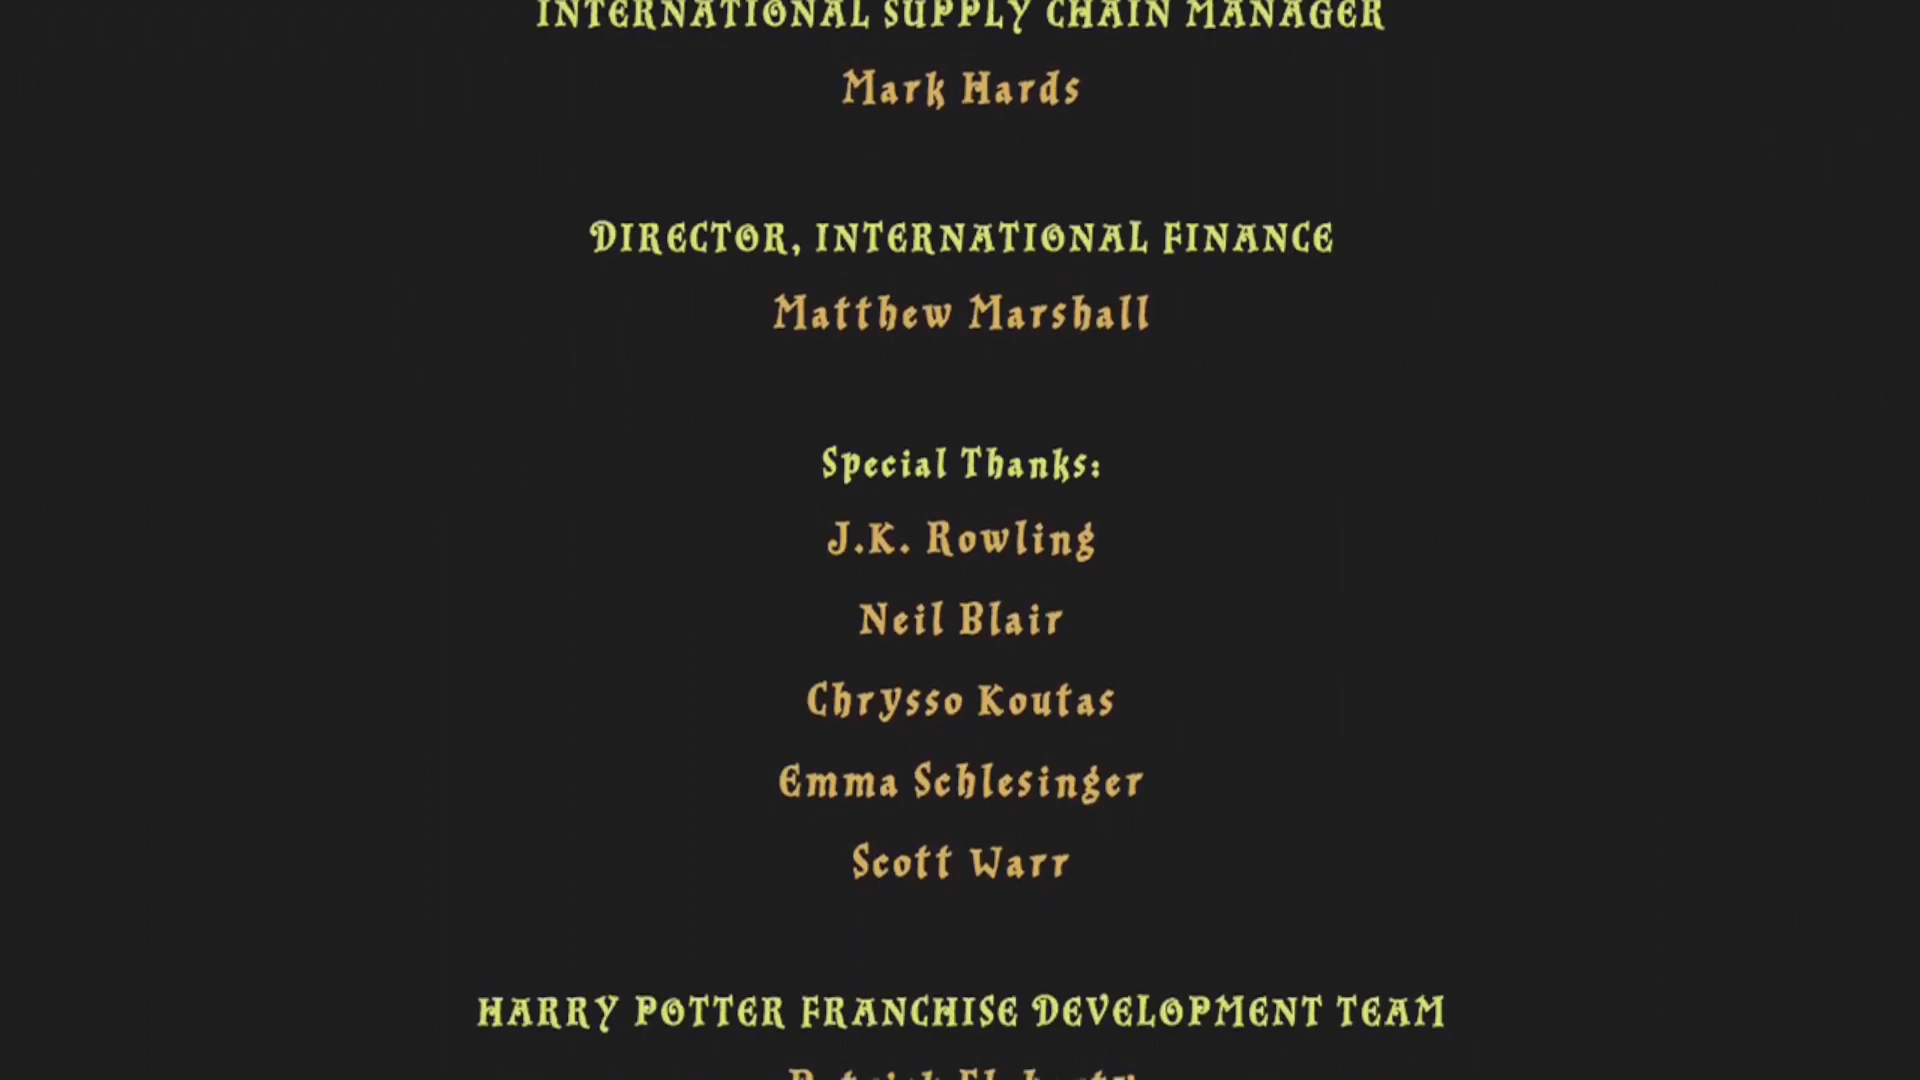 INTERNATIONAL SUPPLY CHAIN MANAGER
Mark Hards
DIRECTOR, INTERNATIONAL FINANCE
Matthew Marshall
Special Thanks:
J.K. Rowling
Neil Blair
Chrysso Koutas
Emma Schlesinger
Scott Warr
HARRY POTTER FRANCHISE DEVELOPMENT TEAM